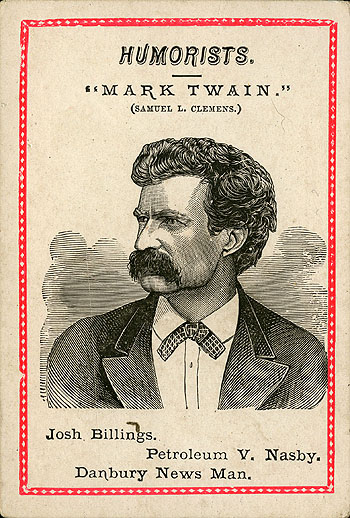 HUMORISTS.
"MARK TWAIN."
(SAMUEL L. CLEMENS.)
Josh Billings.
Petroleum V. Nasby.
Danbury News Man.